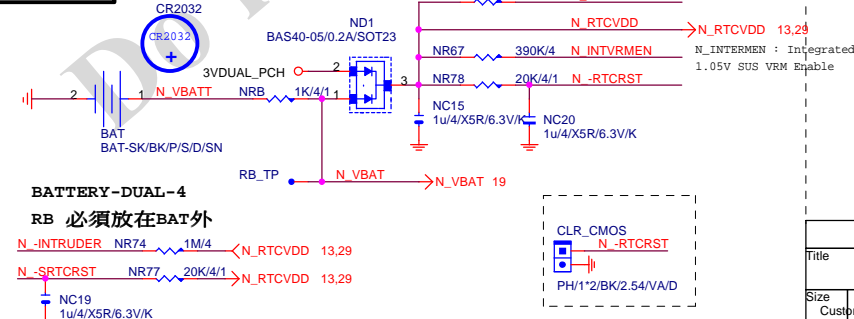 CR2032
CR2032
+
ND1
BAS40-05/0.2A/SOT23
3VDUAL_PCH
2
1
3
2
1
N_VBATT
NRB
1K/4/1
BAT
BAT-SK/BK/P/S/D/SN
N_RTCVDD
N_RTCVDD 13,29
NR67
390K/4
N_INTVRMEN
N_INTERMEN : Integrated
1.05V SUS VRM Enable
NR78
20K/4/1
N_-RTCRST
NC15
1u/4/X5R/6.3V/K
NC20
1u/4/X5R/6.3V/K
RB_TP
N_VBAT
N_VBAT 19
BATTERY-DUAL-4
RB 必須放在BAT外
N_-INTRUDER
NR74
1M/4
N_RTCVDD 13,29
N_-SRTCRST
NR77
20K/4/1
N_RTCVDD 13,29
NC19
1u/4/X5R/6.3V/K
CLR_CMOS
N_-RTCRST
PH/1*2/BK/2.54/VA/D
Title
Size